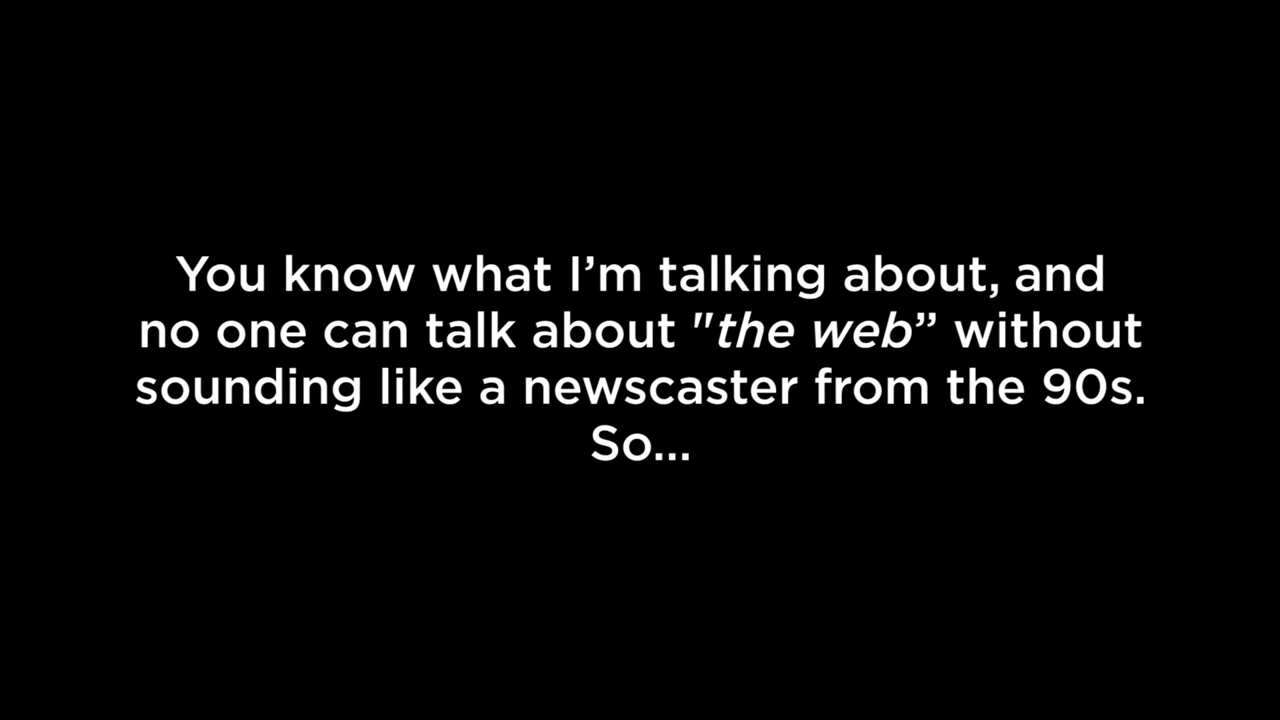 You know what I’m talking about, and
no one can talk about "the web” without
sounding like a newscaster from the 90s.
So...